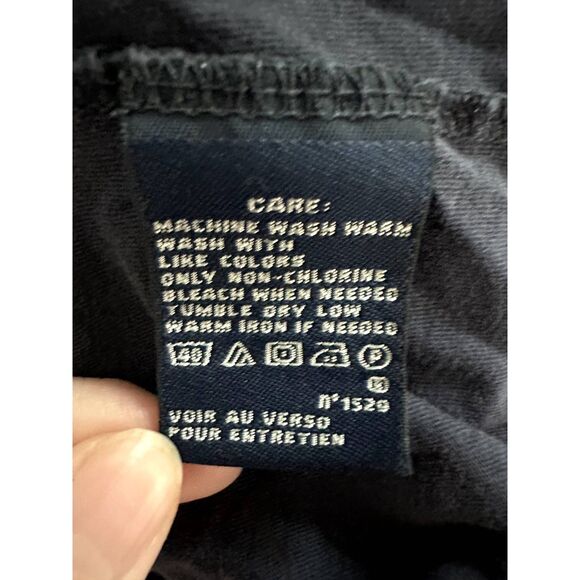 CARE:
MACHINE WASH WARM
WASH WITH
LIKE COLORS
ONLY NON-CHLORINE
BLEACH WHEN NEEDED
TUMBLE DRY LOW
WARM IRON IF NEEDED
40 P
n°1529
VOIR AU VERSO
POUR ENTRETIEN